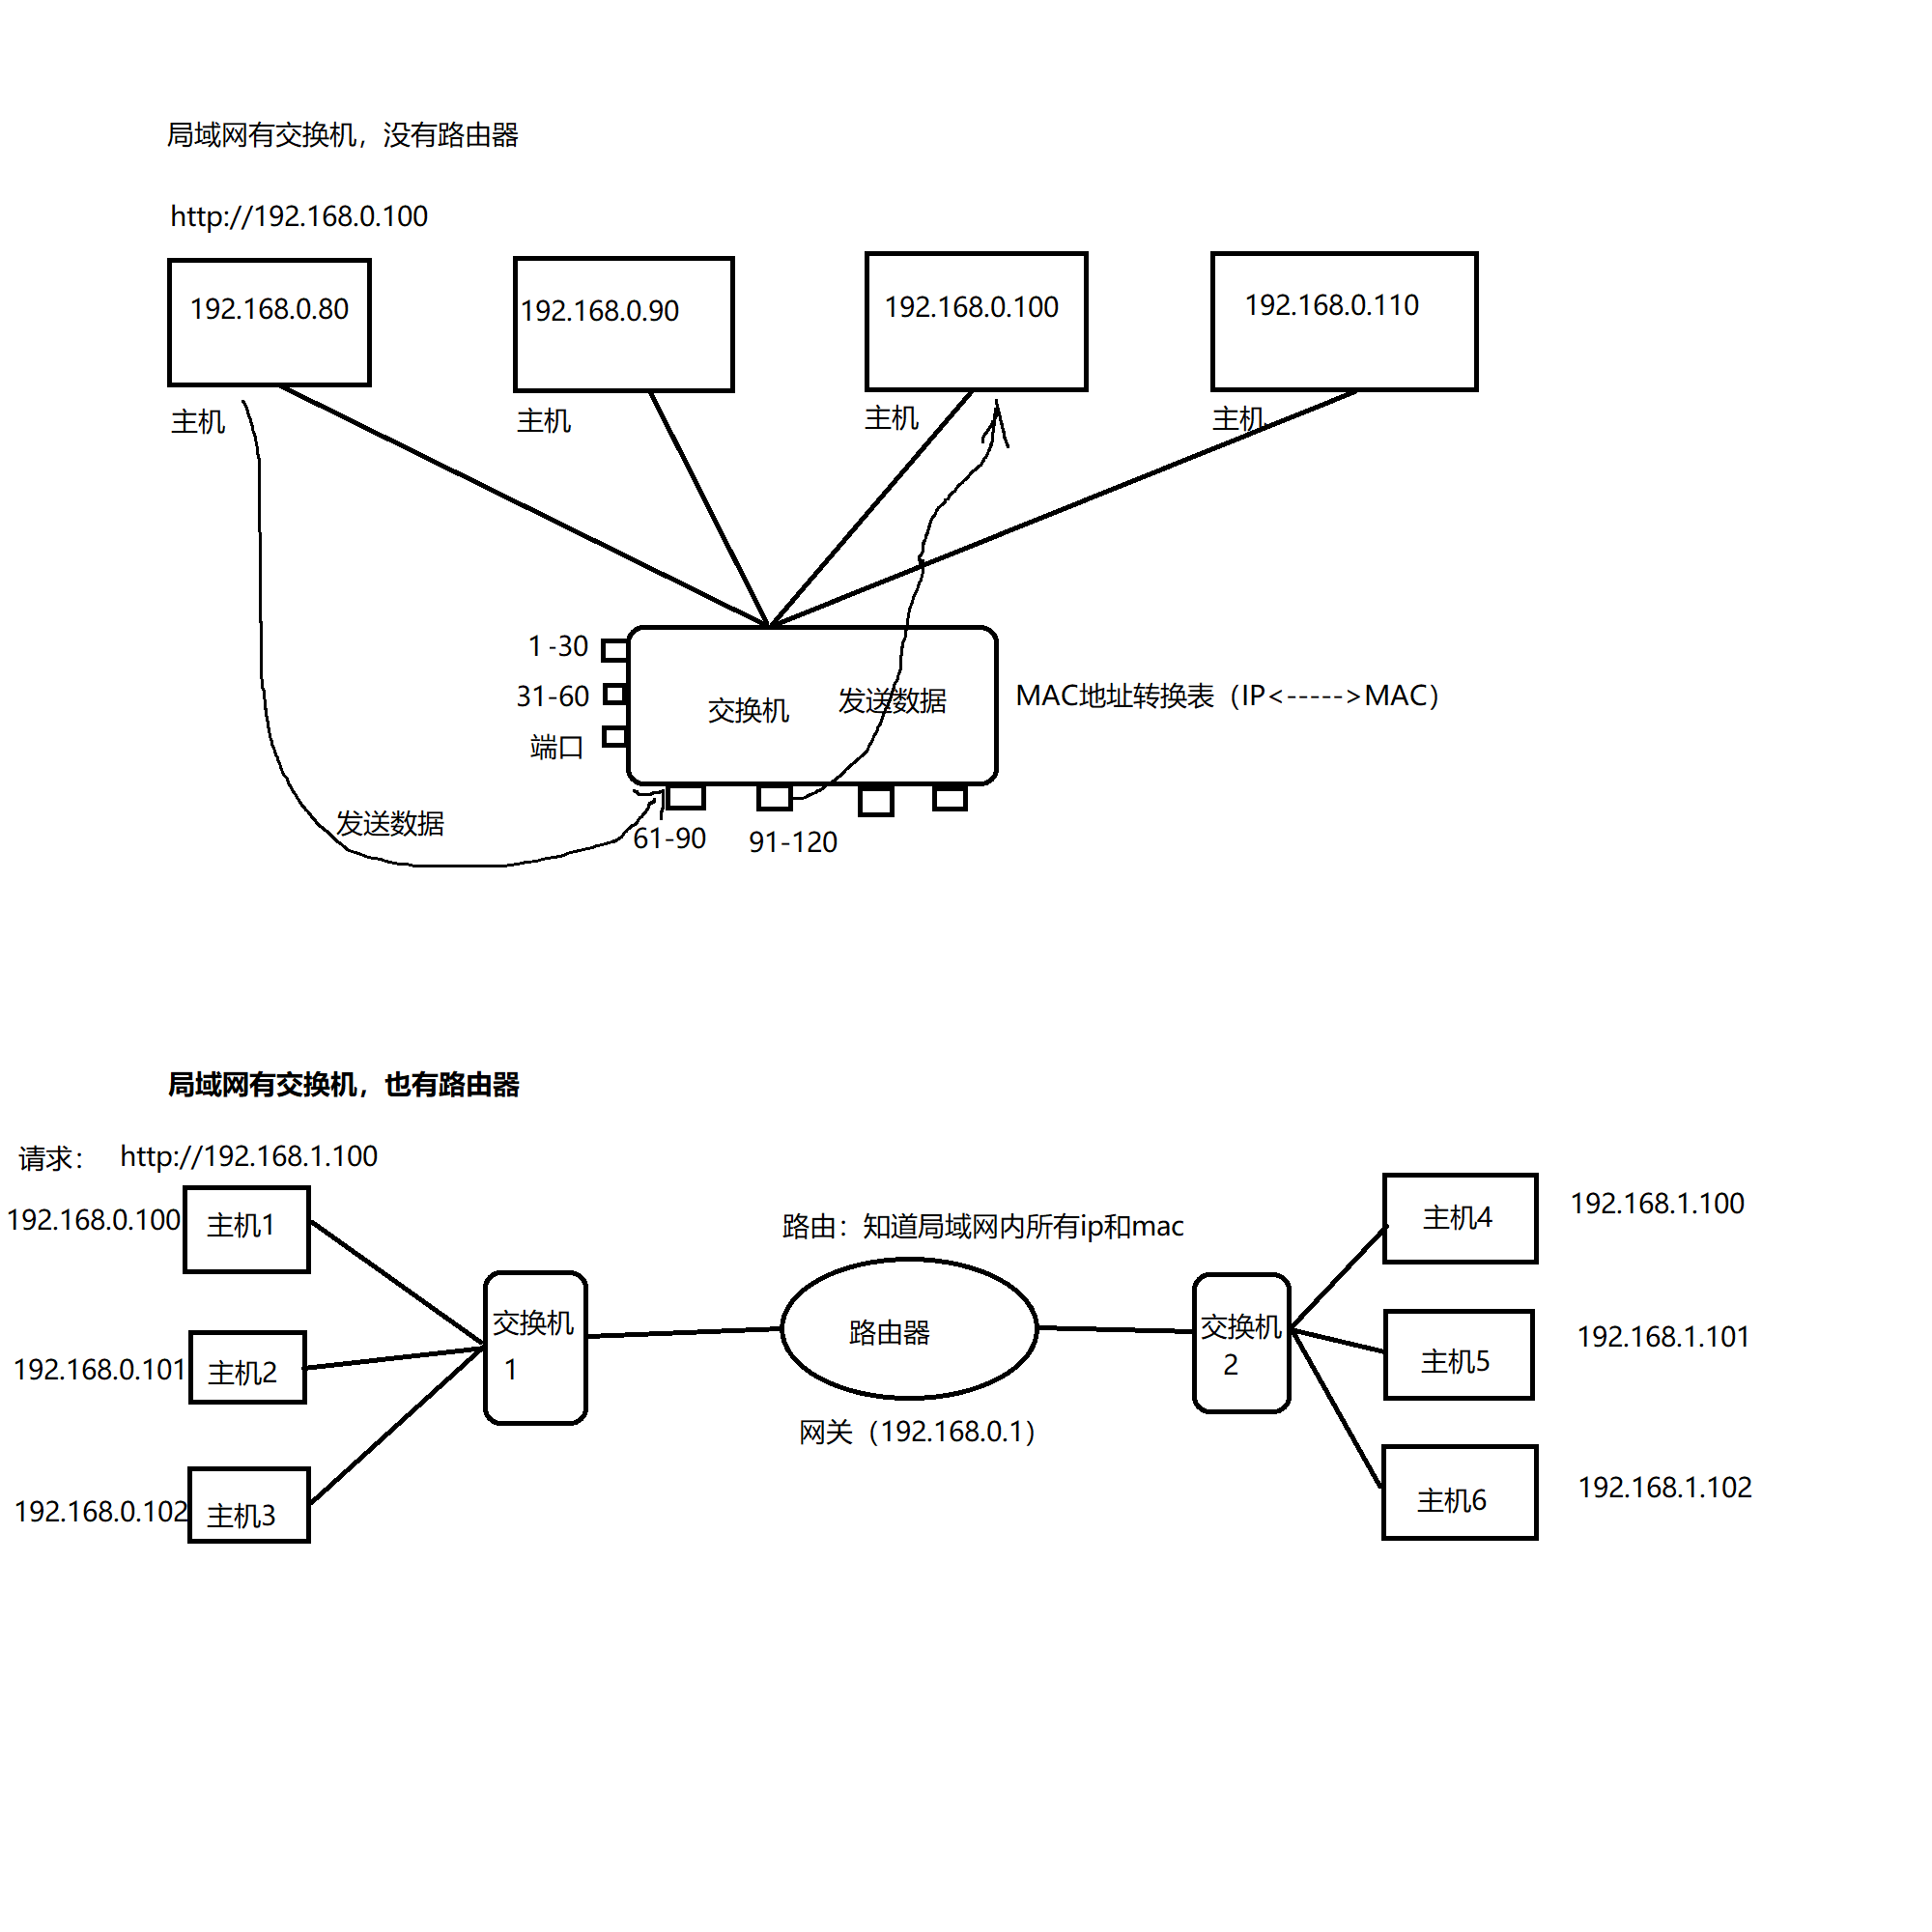 局域网有交换机，没有路由器
http://192.168.0.100
192.168.0.80
192.168.0.90
192.168.0.100
192.168.0.110
主机
主机
主机
主机
1 -30
31-60
端口
交换机
发送数据
MAC地址转换表（IP<----->MAC）
发送数据
61-90
91-120
局域网有交换机，也有路由器
请求： http://192.168.1.100
192.168.0.100
主机1
192.168.0.101
主机2
192.168.0.102
主机3
交换机
1
路由：知道局域网内所有ip和mac
路由器
网关（192.168.0.1）
交换机
2
主机4
192.168.1.100
主机5
192.168.1.101
主机6
192.168.1.102